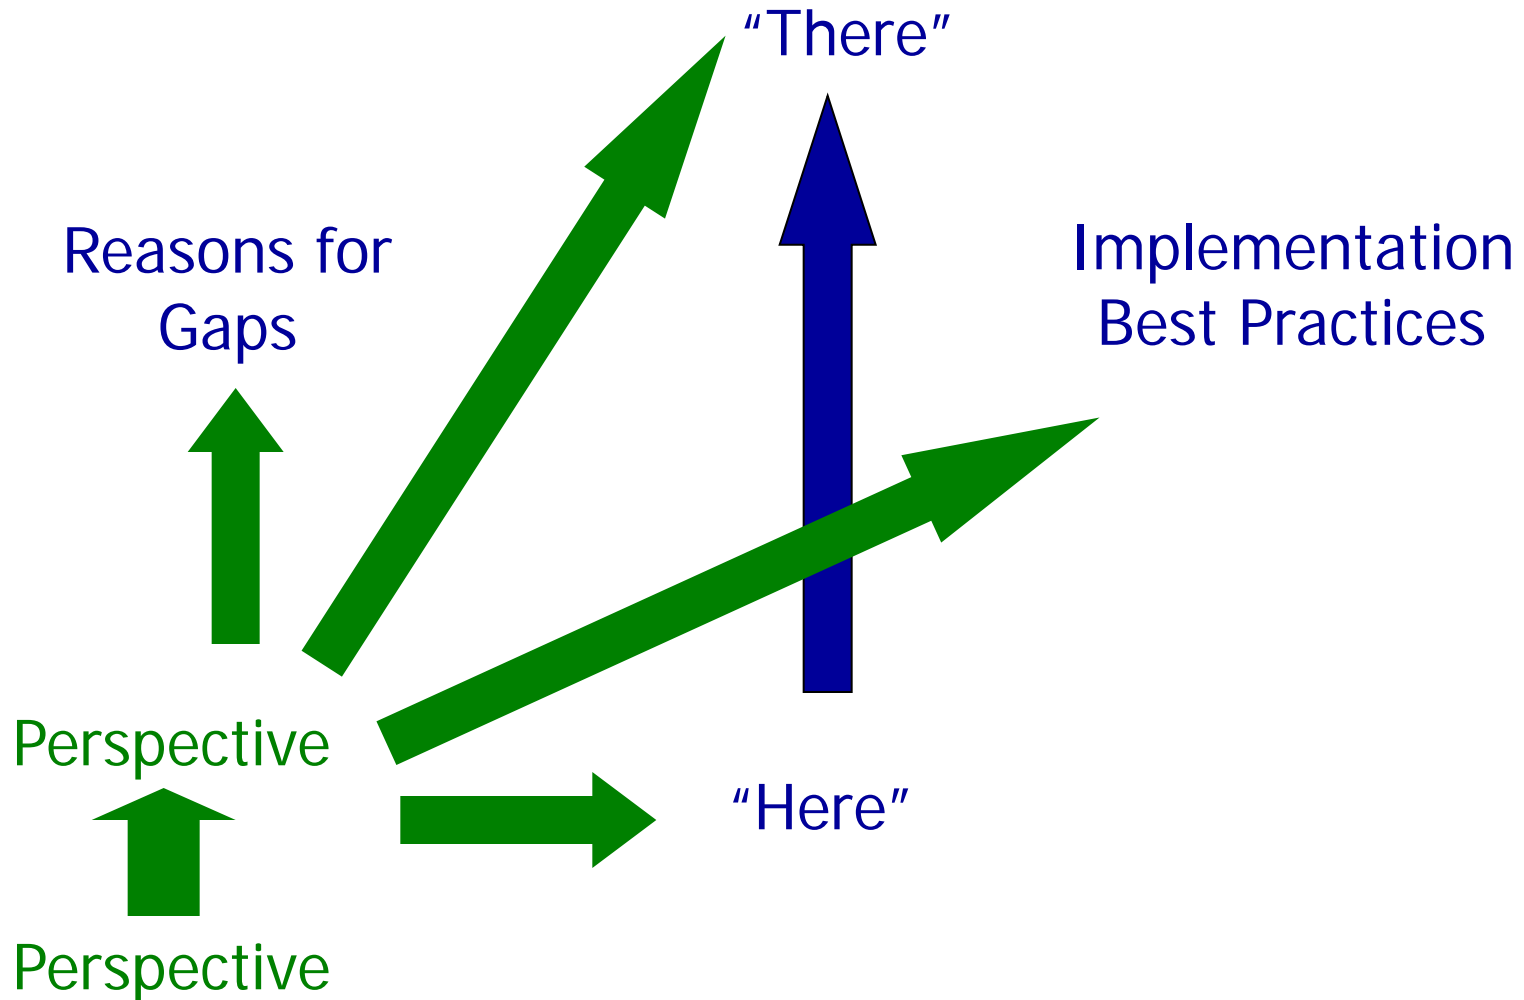 “There”
Reasons for
Gaps
Implementation
Best Practices
Perspective
“Here”
Perspective